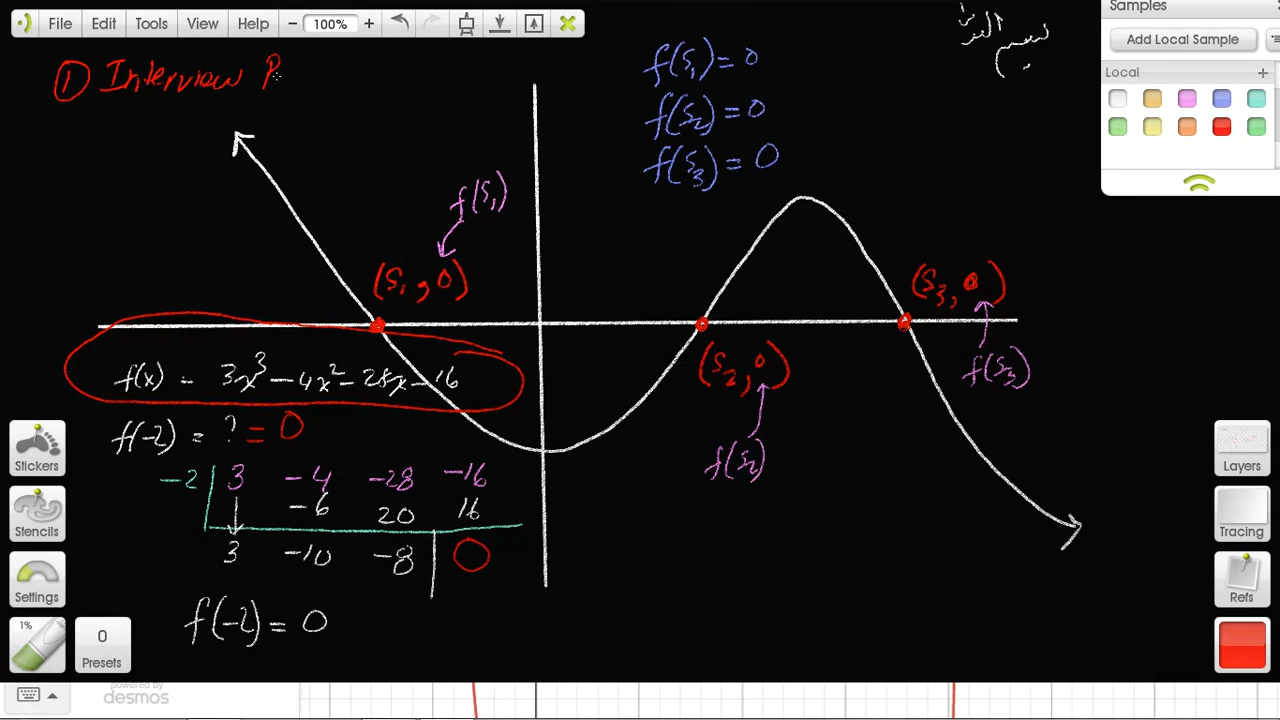 File Edit Tools View Help − 100% +
Samples
Add Local Sample
Local
① Interview P
f(S₁) = 0
f(S₂) = 0
f(S₃) = 0
f(S₁)
(S₁, 0)
(S₃, 0)
(S₂, 0)
f(S₃)
f(S₂)
f(x) = 3x³ − 4x² − 28x − 16
f(−2) = ? = 0
−2 3 −4 −28 −16
−6 20 16
3 −10 −8 0
f(−2) = 0
Stickers
Stencils
Settings
1%
0
Presets
Layers
Tracing
Refs
powered by
desmos